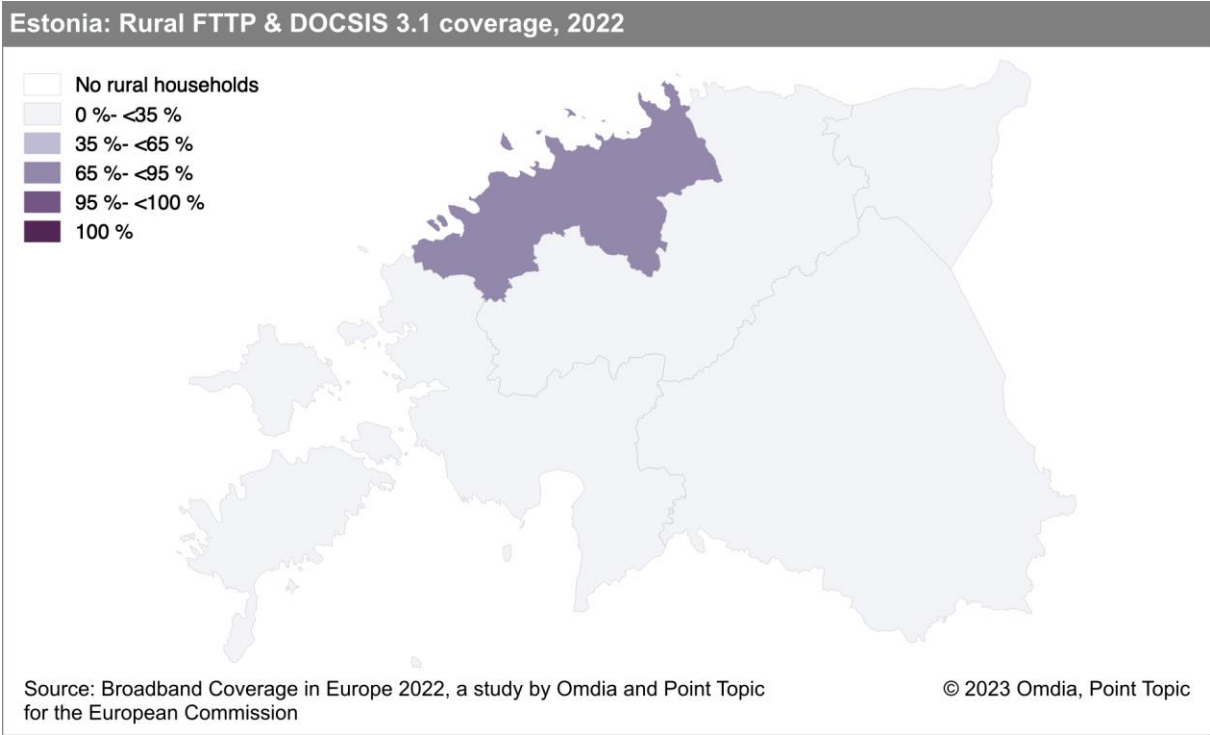 Estonia: Rural FTTP & DOCSIS 3.1 coverage, 2022
No rural households
0 %- <35 %
35 %- <65 %
65 %- <95 %
95 %- <100 %
100 %
Source: Broadband Coverage in Europe 2022, a study by Omdia and Point Topic
for the European Commission
© 2023 Omdia, Point Topic